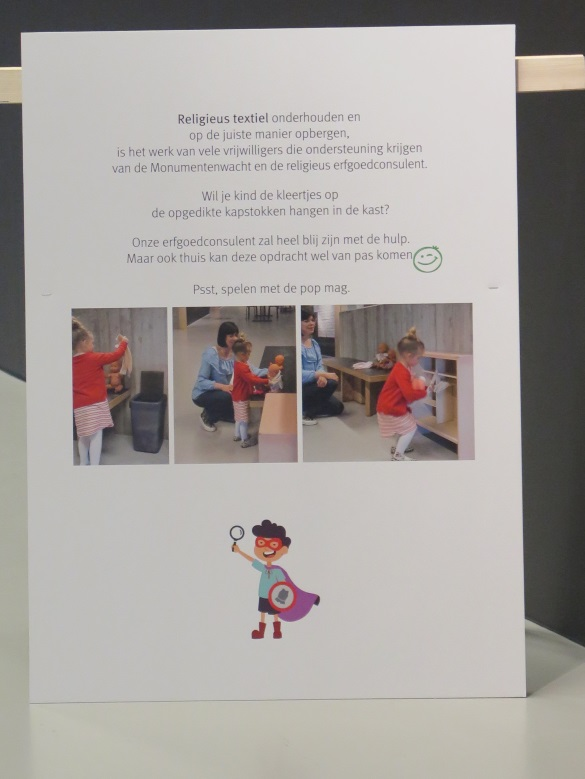 Religieus textiel onderhouden en
op de juiste manier opbergen,
is het werk van vele vrijwilligers die ondersteuning krijgen
van de Monumentenwacht en de religieus erfgoedconsulent.
Wil je kind de kleertjes op
de opgedikte kapstokken hangen in de kast?
Onze erfgoedconsulent zal heel blij zijn met de hulp.
Maar ook thuis kan deze opdracht wel van pas komen
Psst, spelen met de pop mag.